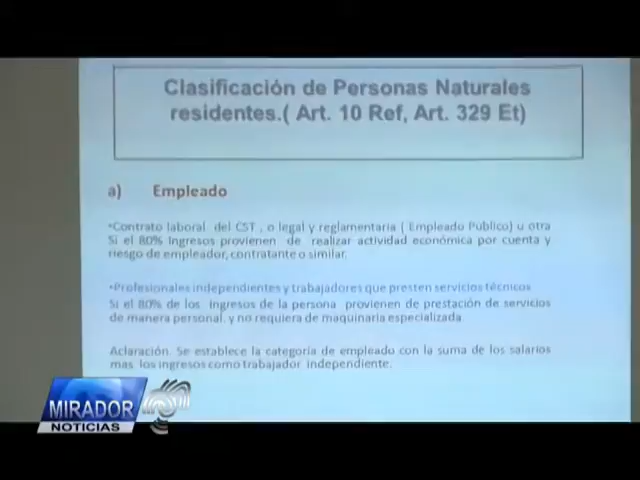 Clasificación de Personas Naturales
residentes.( Art. 10 Ref, Art. 329 Et)
a) Empleado
•Contrato laboral del CST , o legal y reglamentaria ( Empleado Público) u otra
Si el 80% Ingresos provienen de realizar actividad económica por cuenta y
riesgo de empleador, contratante o similar.
•Profesionales independientes y trabajadores que presten servicios técnicos
Si el 80% de los ingresos de la persona provienen de prestación de servicios
de manera personal. y no requiera de maquinaria especializada.
Aclaración. Se establece la categoria de empleado con la suma de los salarios
mas los ingresos como trabajador independiente.
MIRADOR
NOTICIAS